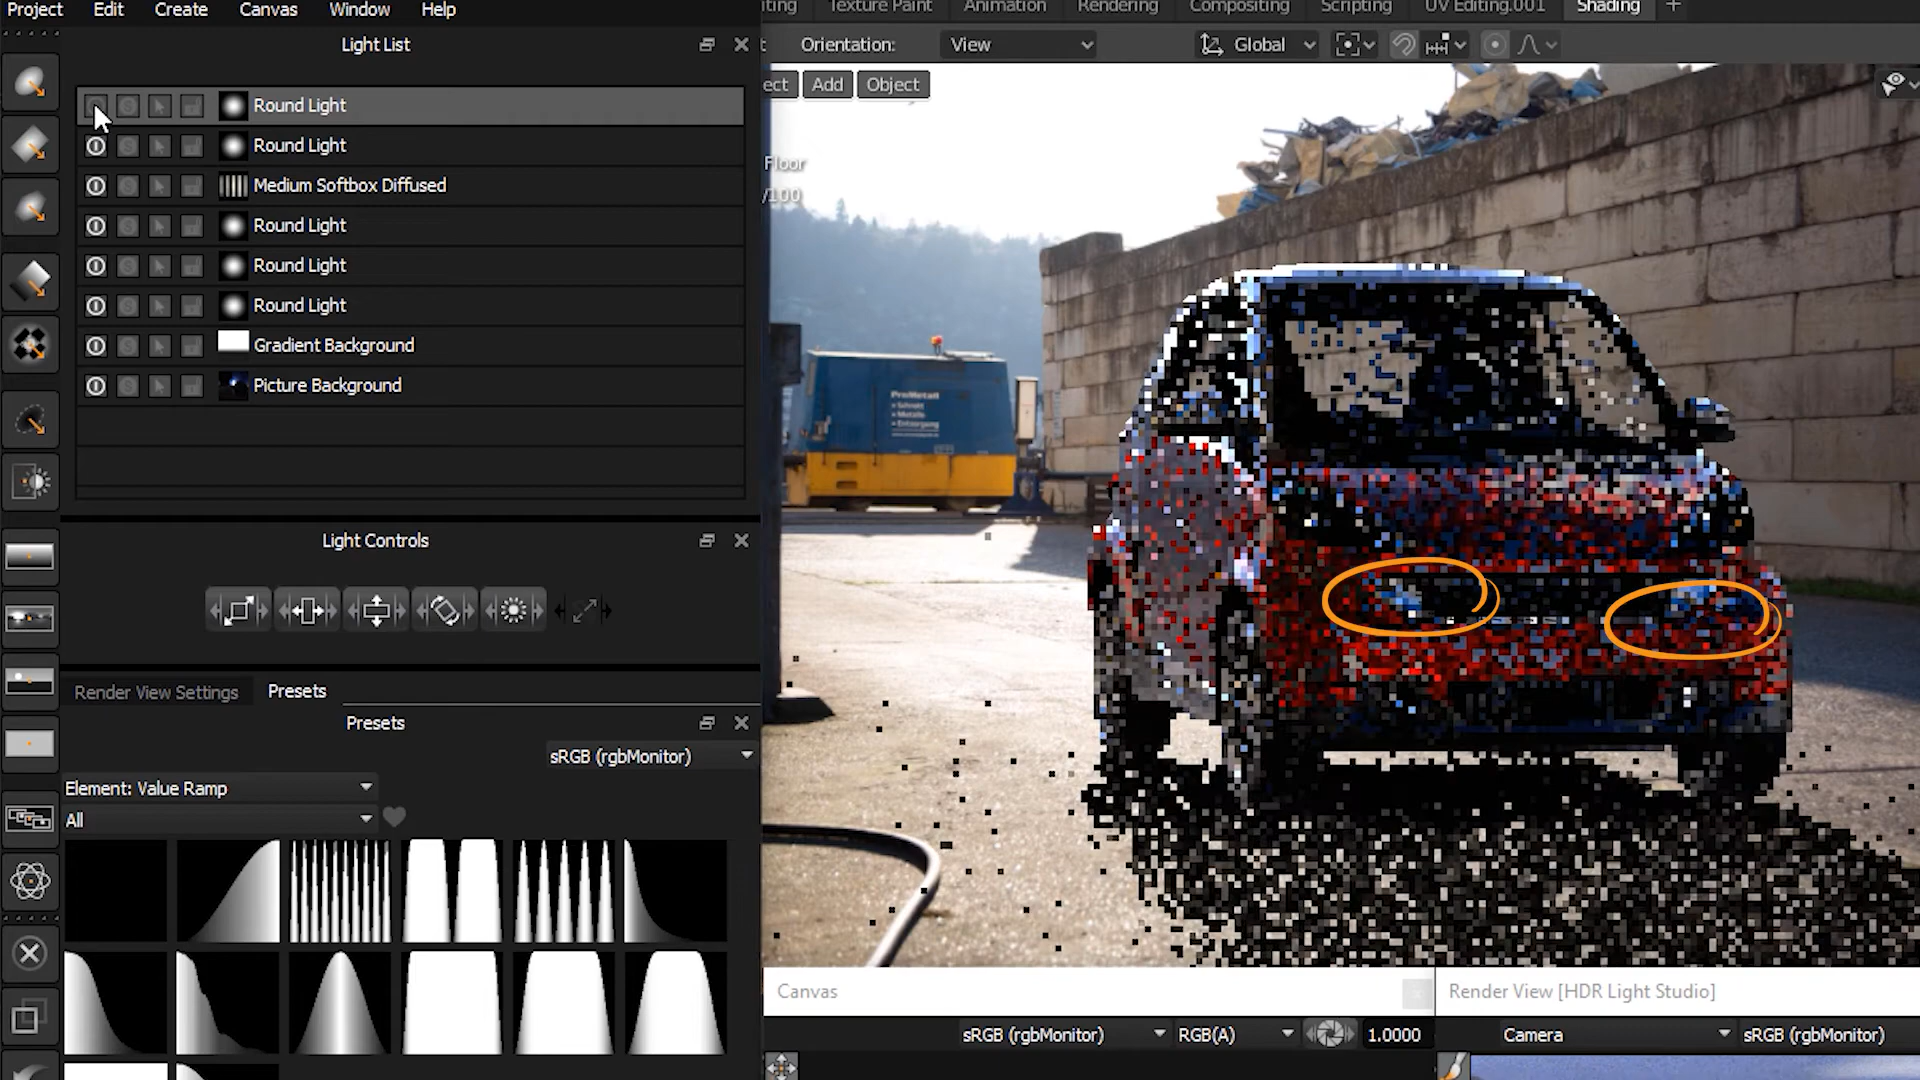 Project Edit Create Canvas Window Help
Texture Paint Animation Rendering Compositing Scripting UV Editing.001 Shading +
Light List
Orientation: View Global
Add Object
Round Light
Round Light
Medium Softbox Diffused
Round Light
Round Light
Round Light
Gradient Background
Picture Background
Floor
/100
ProMetall
Light Controls
Render View Settings Presets
Presets
sRGB (rgbMonitor)
Element: Value Ramp
All
Canvas
Render View [HDR Light Studio]
sRGB (rgbMonitor) RGB(A) 1.0000
Camera sRGB (rgbMonitor)